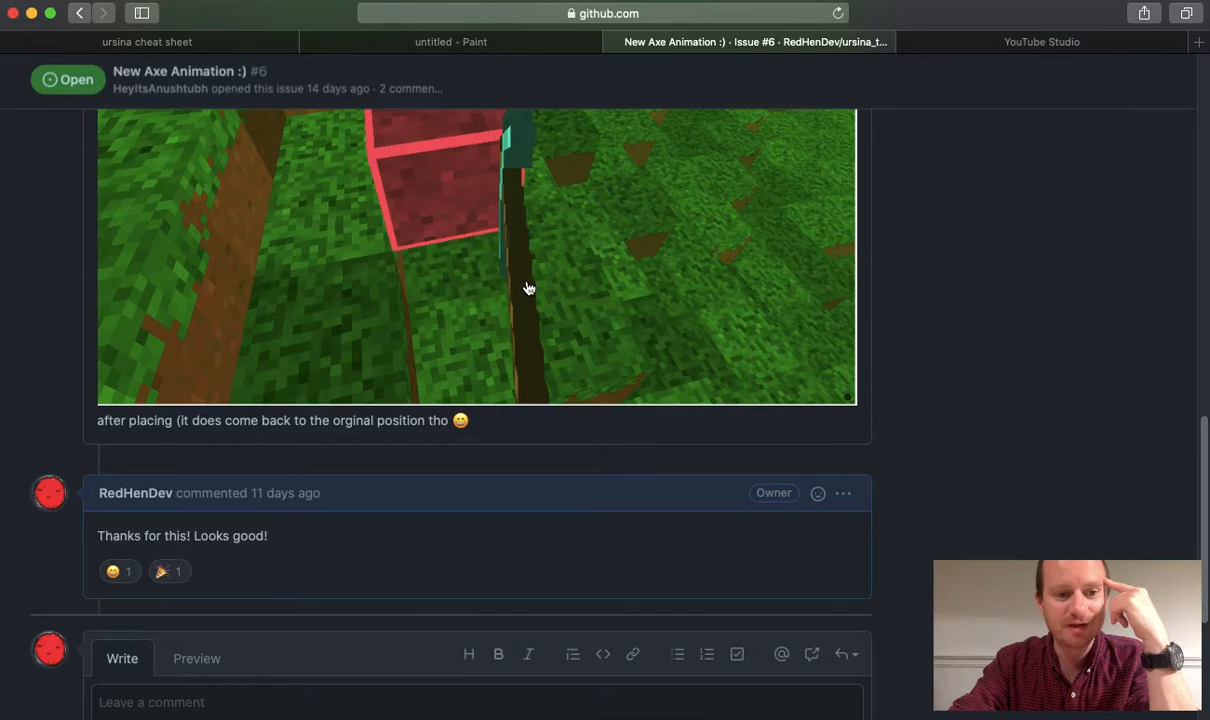 github.com
ursina cheat sheet
untitled - Paint
New Axe Animation :) · Issue #6 · RedHenDev/ursina_t...
YouTube Studio
Open
New Axe Animation :) #6
HeyItsAnushtubh opened this issue 14 days ago · 2 commen...
after placing (it does come back to the orginal position tho 😄
RedHenDev commented 11 days ago
Owner
Thanks for this! Looks good!
😄 1
🎉 1
Write
Preview
Leave a comment